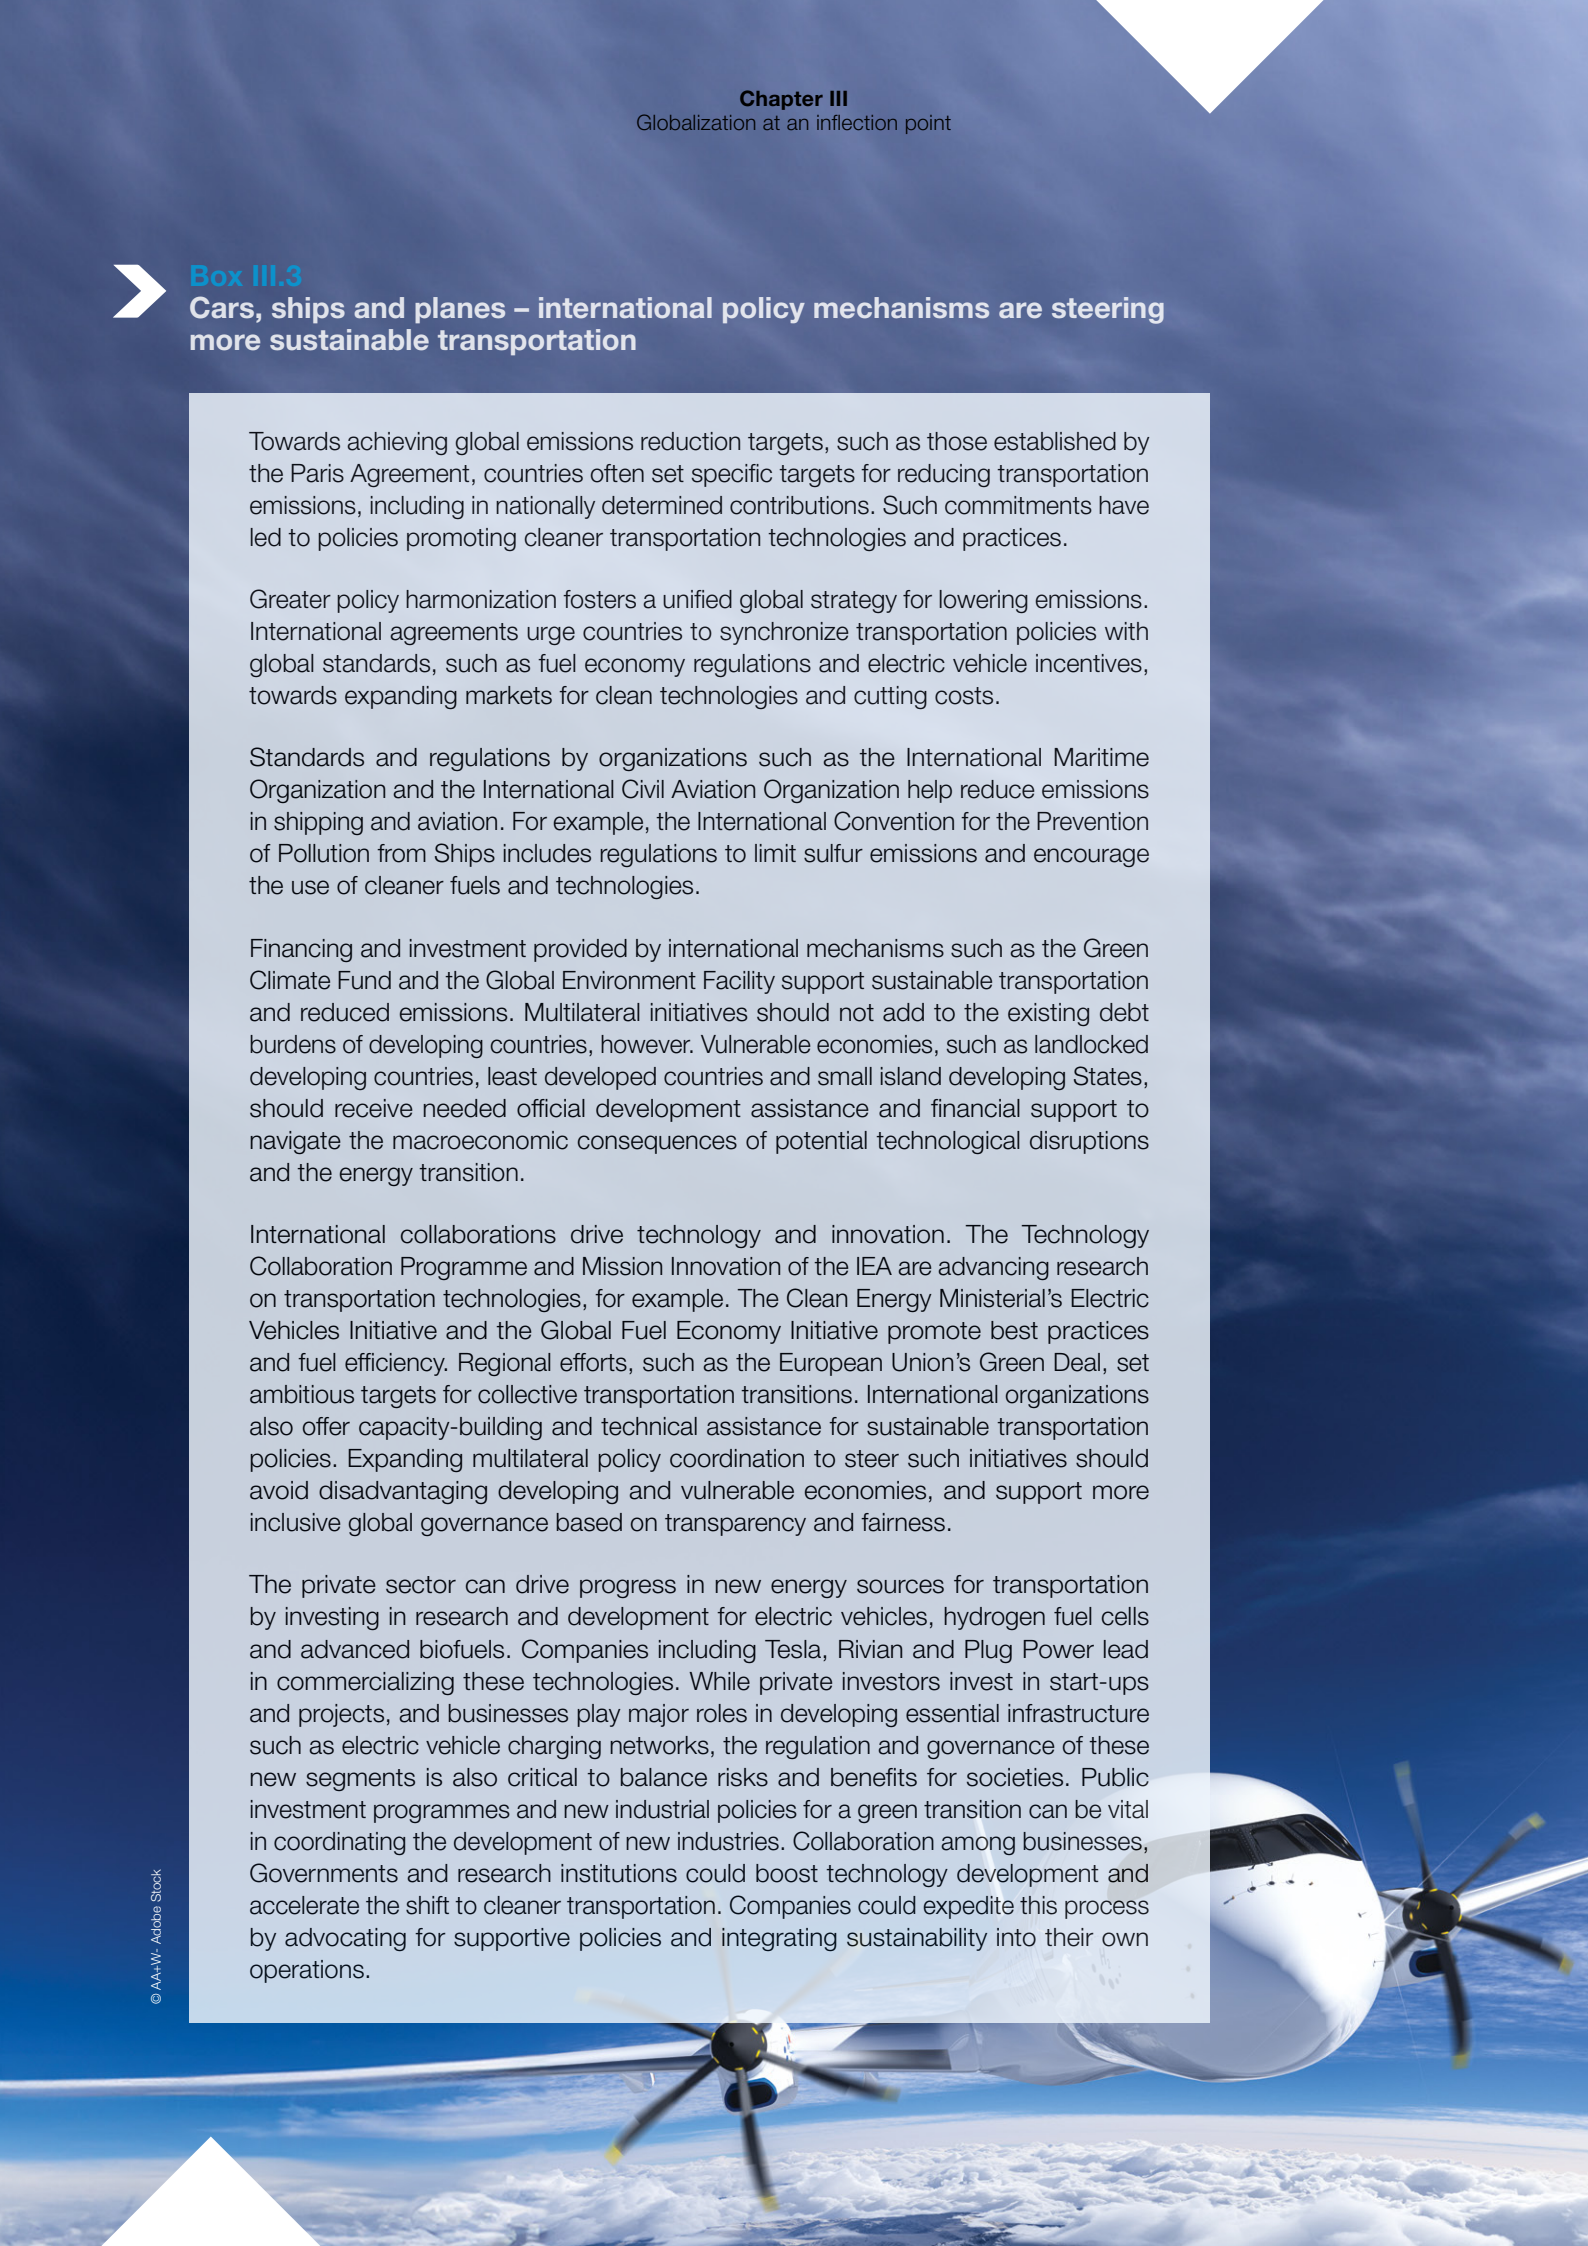 Chapter III
Globalization at an inflection point
Box III.3
Cars, ships and planes – international policy mechanisms are steering
more sustainable transportation
Towards achieving global emissions reduction targets, such as those established by
the Paris Agreement, countries often set specific targets for reducing transportation
emissions, including in nationally determined contributions. Such commitments have
led to policies promoting cleaner transportation technologies and practices.
Greater policy harmonization fosters a unified global strategy for lowering emissions.
International agreements urge countries to synchronize transportation policies with
global standards, such as fuel economy regulations and electric vehicle incentives,
towards expanding markets for clean technologies and cutting costs.
Standards and regulations by organizations such as the International Maritime
Organization and the International Civil Aviation Organization help reduce emissions
in shipping and aviation. For example, the International Convention for the Prevention
of Pollution from Ships includes regulations to limit sulfur emissions and encourage
the use of cleaner fuels and technologies.
Financing and investment provided by international mechanisms such as the Green
Climate Fund and the Global Environment Facility support sustainable transportation
and reduced emissions. Multilateral initiatives should not add to the existing debt
burdens of developing countries, however. Vulnerable economies, such as landlocked
developing countries, least developed countries and small island developing States,
should receive needed official development assistance and financial support to
navigate the macroeconomic consequences of potential technological disruptions
and the energy transition.
International collaborations drive technology and innovation. The Technology
Collaboration Programme and Mission Innovation of the IEA are advancing research
on transportation technologies, for example. The Clean Energy Ministerial’s Electric
Vehicles Initiative and the Global Fuel Economy Initiative promote best practices
and fuel efficiency. Regional efforts, such as the European Union’s Green Deal, set
ambitious targets for collective transportation transitions. International organizations
also offer capacity-building and technical assistance for sustainable transportation
policies. Expanding multilateral policy coordination to steer such initiatives should
avoid disadvantaging developing and vulnerable economies, and support more
inclusive global governance based on transparency and fairness.
The private sector can drive progress in new energy sources for transportation
by investing in research and development for electric vehicles, hydrogen fuel cells
and advanced biofuels. Companies including Tesla, Rivian and Plug Power lead
in commercializing these technologies. While private investors invest in start-ups
and projects, and businesses play major roles in developing essential infrastructure
such as electric vehicle charging networks, the regulation and governance of these
new segments is also critical to balance risks and benefits for societies. Public
investment programmes and new industrial policies for a green transition can be vital
in coordinating the development of new industries. Collaboration among businesses,
Governments and research institutions could boost technology development and
accelerate the shift to cleaner transportation. Companies could expedite this process
by advocating for supportive policies and integrating sustainability into their own
operations.
© AA+W- Adobe Stock